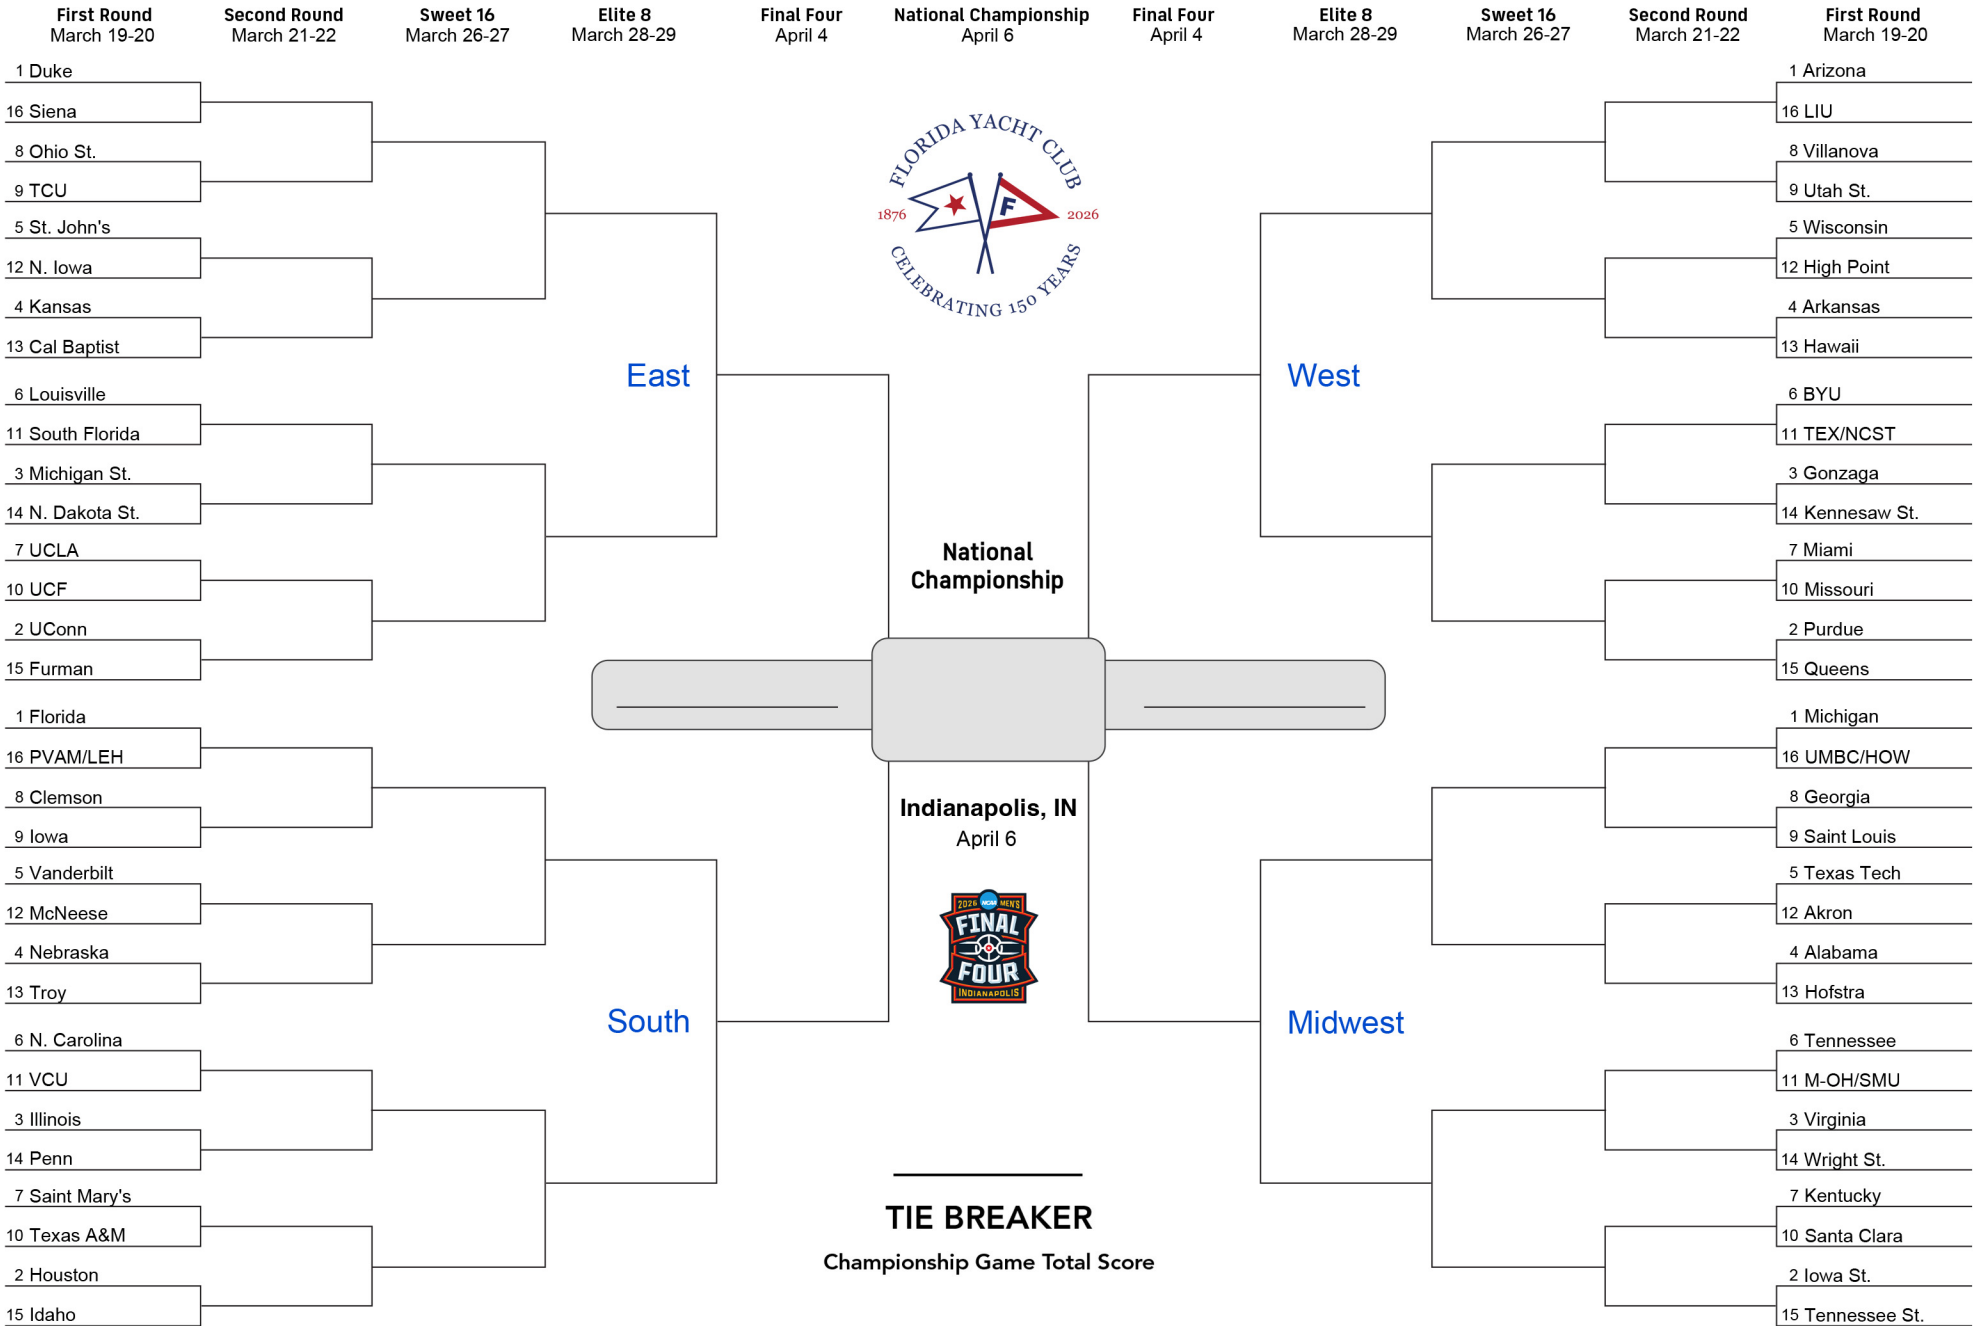 First Round
March 19-20
Second Round
March 21-22
Sweet 16
March 26-27
Elite 8
March 28-29
Final Four
April 4
National Championship
April 6
Final Four
April 4
Elite 8
March 28-29
Sweet 16
March 26-27
Second Round
March 21-22
First Round
March 19-20
1 Duke
16 Siena
8 Ohio St.
9 TCU
5 St. John's
12 N. Iowa
4 Kansas
13 Cal Baptist
6 Louisville
11 South Florida
3 Michigan St.
14 N. Dakota St.
7 UCLA
10 UCF
2 UConn
15 Furman
East
1 Florida
16 PVAM/LEH
8 Clemson
9 Iowa
5 Vanderbilt
12 McNeese
4 Nebraska
13 Troy
6 N. Carolina
11 VCU
3 Illinois
14 Penn
7 Saint Mary's
10 Texas A&M
2 Houston
15 Idaho
South
FLORIDA YACHT CLUB
1876
F
2026
CELEBRATING 150 YEARS
National
Championship
Indianapolis, IN
April 6
2026 NCAA MEN'S
FINAL
FOUR
INDIANAPOLIS
TIE BREAKER
Championship Game Total Score
1 Arizona
16 LIU
8 Villanova
9 Utah St.
5 Wisconsin
12 High Point
4 Arkansas
13 Hawaii
6 BYU
11 TEX/NCST
3 Gonzaga
14 Kennesaw St.
7 Miami
10 Missouri
2 Purdue
15 Queens
West
1 Michigan
16 UMBC/HOW
8 Georgia
9 Saint Louis
5 Texas Tech
12 Akron
4 Alabama
13 Hofstra
6 Tennessee
11 M-OH/SMU
3 Virginia
14 Wright St.
7 Kentucky
10 Santa Clara
2 Iowa St.
15 Tennessee St.
Midwest